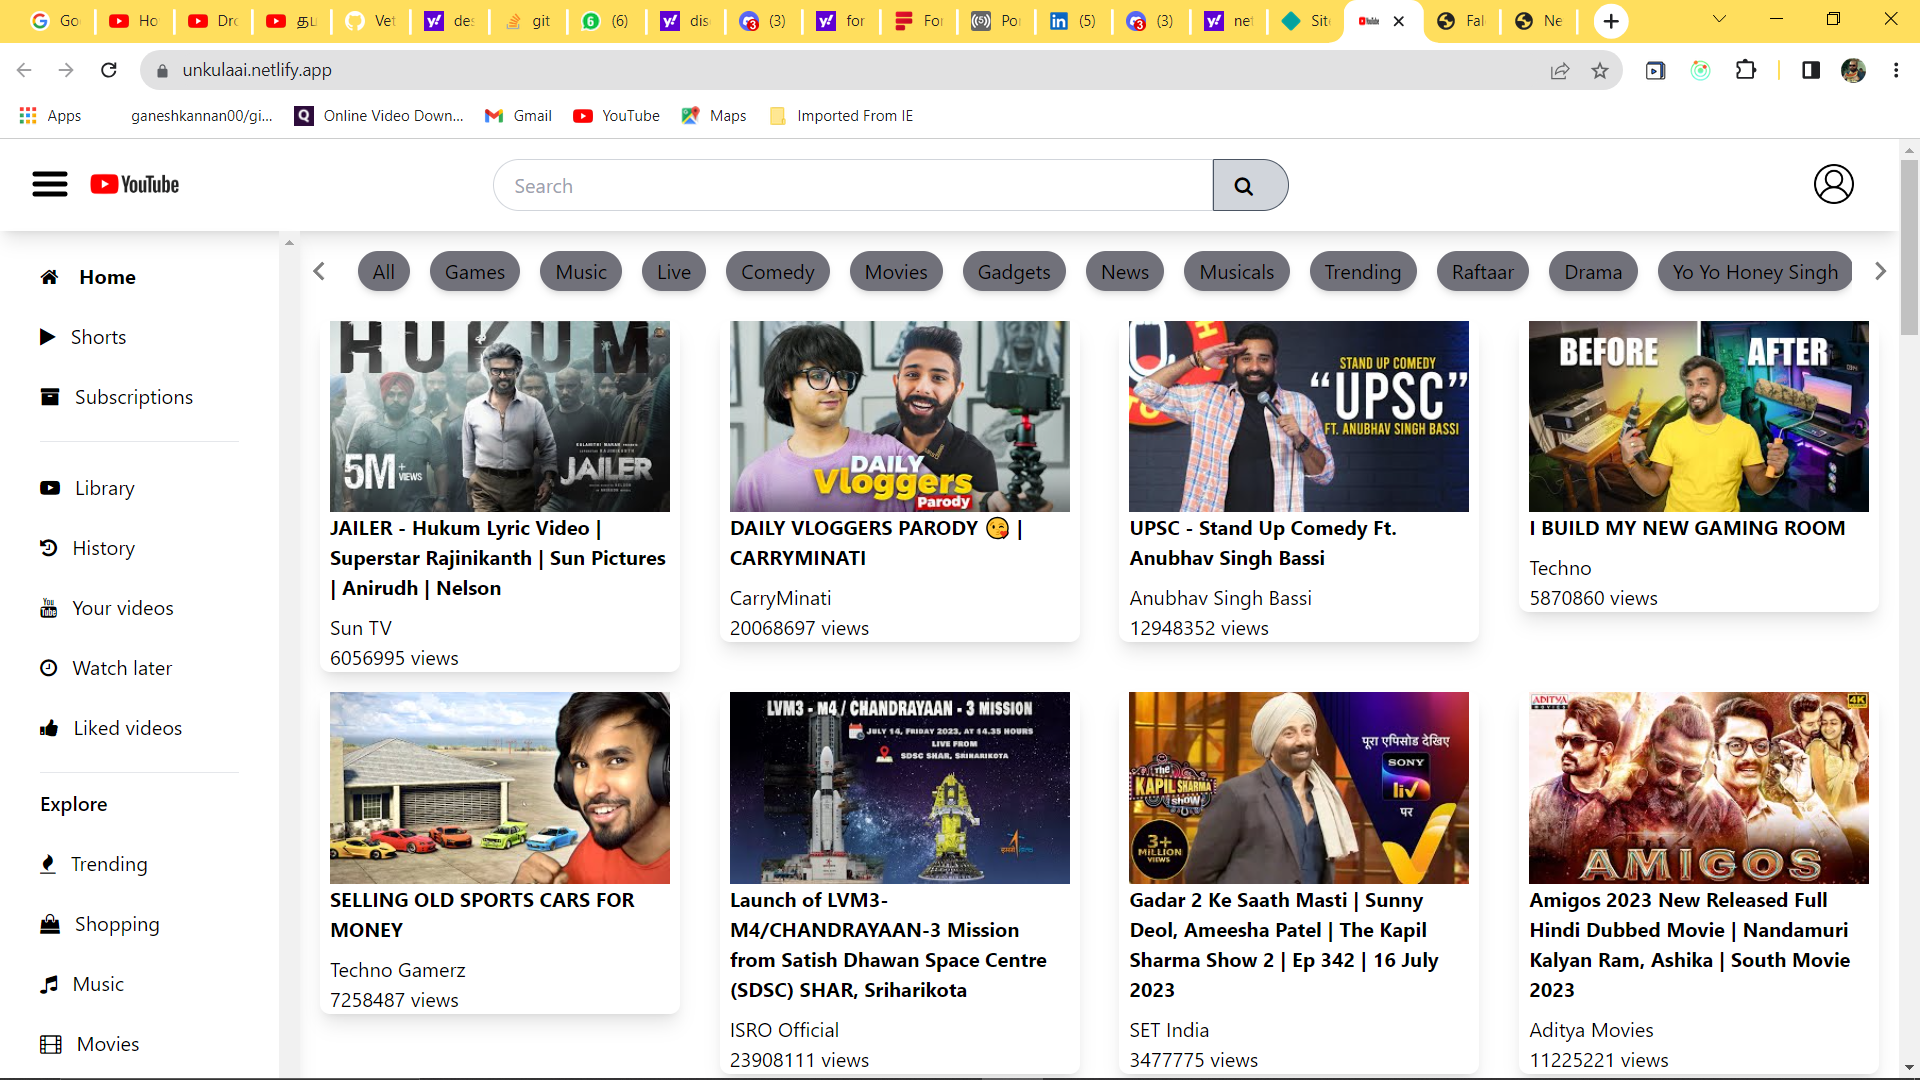 Go
Ho
Dro
தம
Vet
des
git
(6)
dis
(3)
for
For
Po
(5)
(3)
net
Site
Fal
Ne
unkulaai.netlify.app
Apps
ganeshkannan00/gi...
Online Video Down...
Gmail
YouTube
Maps
Imported From IE
YouTube
Search
Home
Shorts
Subscriptions
Library
History
Your videos
Watch later
Liked videos
Explore
Trending
Shopping
Music
Movies
All
Games
Music
Live
Comedy
Movies
Gadgets
News
Musicals
Trending
Raftaar
Drama
Yo Yo Honey Singh
HUKUM
5M+ VIEWS
JAILER
JAILER - Hukum Lyric Video |
Superstar Rajinikanth | Sun Pictures
| Anirudh | Nelson
Sun TV
6056995 views
DAILY
Vloggers
Parody
DAILY VLOGGERS PARODY 😘 |
CARRYMINATI
CarryMinati
20068697 views
STAND UP COMEDY
“UPSC”
FT. ANUBHAV SINGH BASSI
UPSC - Stand Up Comedy Ft.
Anubhav Singh Bassi
Anubhav Singh Bassi
12948352 views
BEFORE
AFTER
I BUILD MY NEW GAMING ROOM
Techno
5870860 views
SELLING OLD SPORTS CARS FOR
MONEY
Techno Gamerz
7258487 views
LVM3 - M4 / CHANDRAYAAN - 3 MISSION
JULY 14, FRIDAY 2023, AT 14.35 HOURS
LIVE FROM
SDSC SHAR, SRIHARIKOTA
Launch of LVM3-
M4/CHANDRAYAAN-3 Mission
from Satish Dhawan Space Centre
(SDSC) SHAR, Sriharikota
ISRO Official
23908111 views
The
KAPIL SHARMA
Show
3+
MILLION
VIEWS
पूरा एपिसोड देखिए
SONY
liv
पर
Gadar 2 Ke Saath Masti | Sunny
Deol, Ameesha Patel | The Kapil
Sharma Show 2 | Ep 342 | 16 July
2023
SET India
3477775 views
ADITYA
MOVIES
4K
AMIGOS
Amigos 2023 New Released Full
Hindi Dubbed Movie | Nandamuri
Kalyan Ram, Ashika | South Movie
2023
Aditya Movies
11225221 views